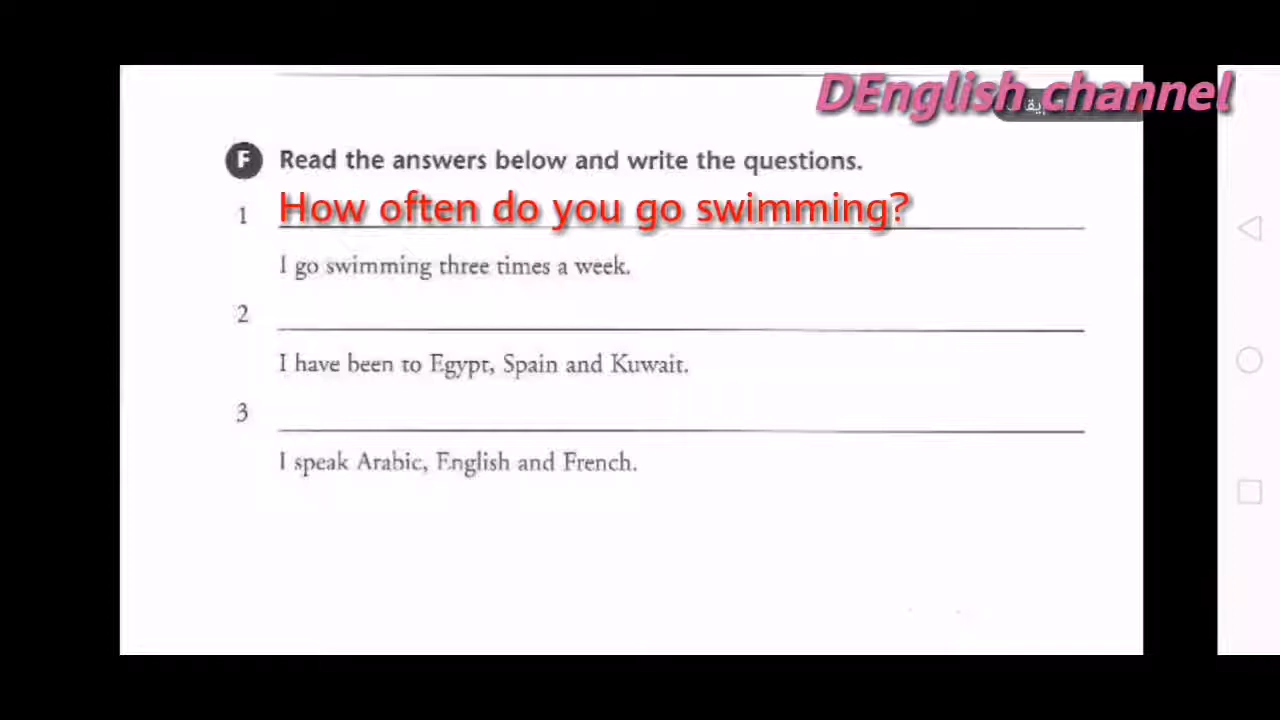 DEnglish channel
F Read the answers below and write the questions.
1 How often do you go swimming?
I go swimming three times a week.
2
I have been to Egypt, Spain and Kuwait.
3
I speak Arabic, English and French.